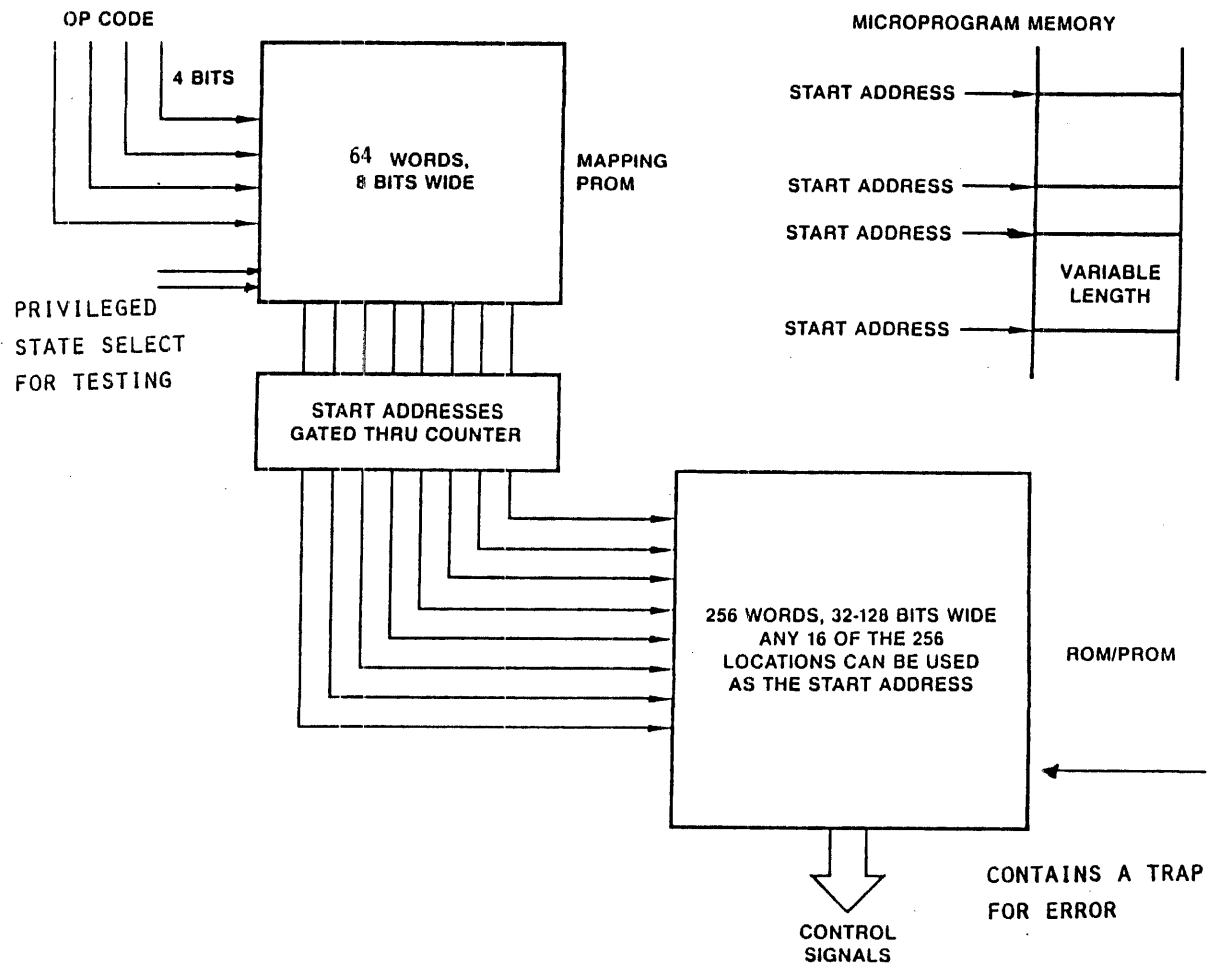 OP CODE
4 BITS
64 WORDS,
8 BITS WIDE
MAPPING
PROM
PRIVILEGED
STATE SELECT
FOR TESTING
START ADDRESSES
GATED THRU COUNTER
MICROPROGRAM MEMORY
START ADDRESS
START ADDRESS
START ADDRESS
VARIABLE
LENGTH
START ADDRESS
256 WORDS, 32-128 BITS WIDE
ANY 16 OF THE 256
LOCATIONS CAN BE USED
AS THE START ADDRESS
ROM/PROM
CONTAINS A TRAP
FOR ERROR
CONTROL
SIGNALS